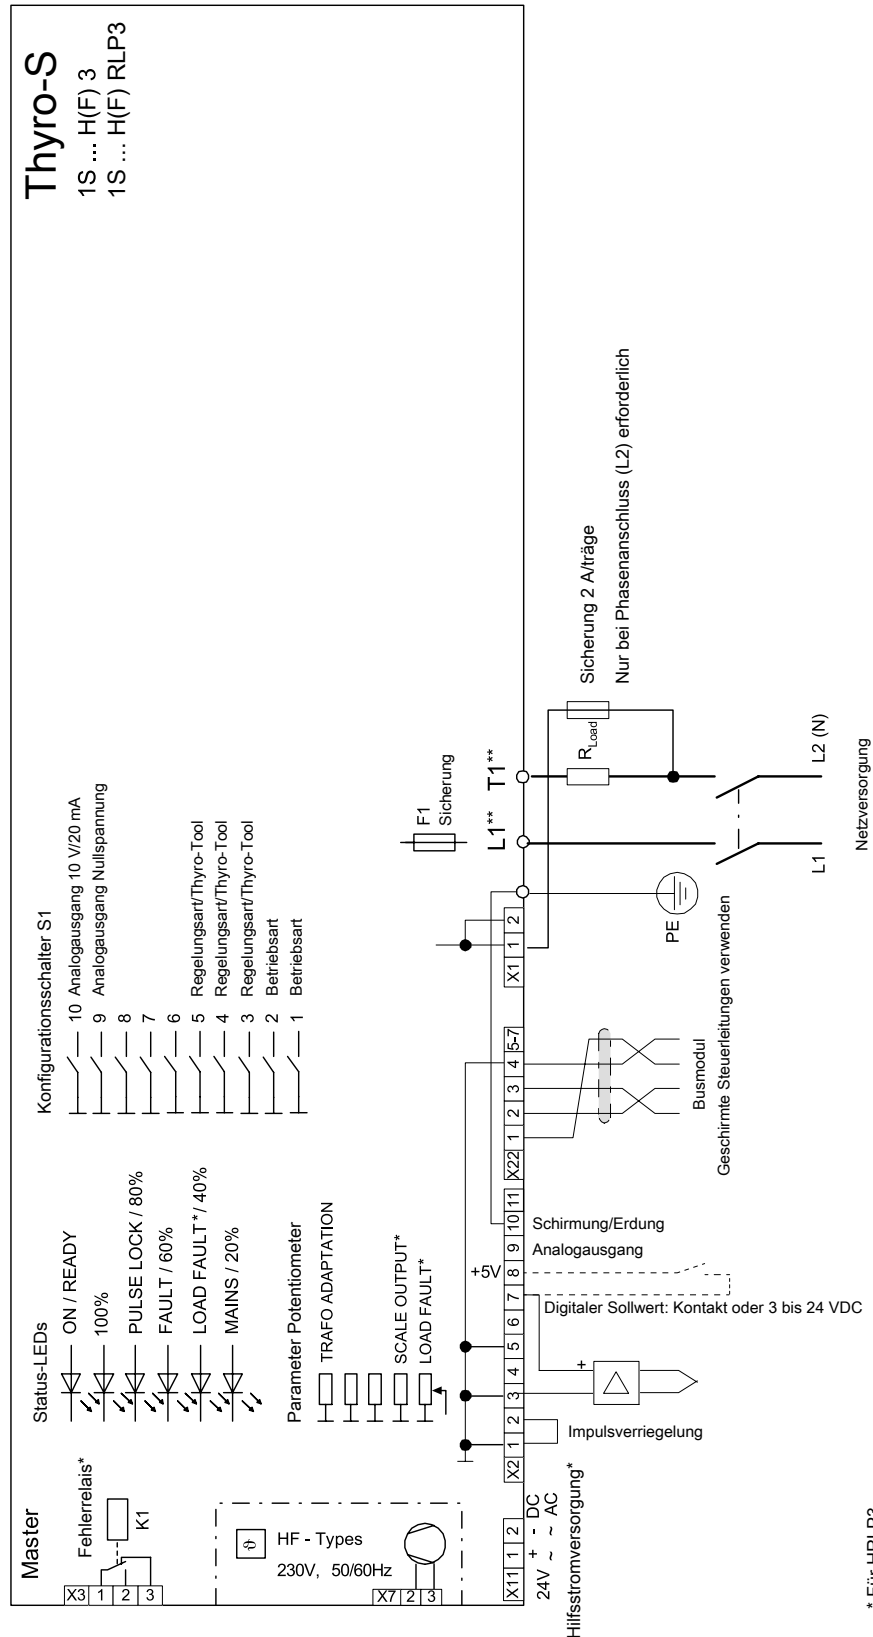 Thyro-S
1S ... H(F) 3
1S ... H(F) RLP3
Master
Fehlerrelais*
K1
X3 1 2 3
ϑ HF - Types
230V, 50/60Hz
X7 2 3
Status-LEDs
ON / READY
100%
PULSE LOCK / 80%
FAULT / 60%
LOAD FAULT* / 40%
MAINS / 20%
Parameter Potentiometer
TRAFO ADAPTATION
SCALE OUTPUT*
LOAD FAULT*
Konfigurationsschalter S1
10 Analogausgang 10 V/20 mA
9 Analogausgang Nullspannung
8
7
6
5 Regelungsart/Thyro-Tool
4 Regelungsart/Thyro-Tool
3 Regelungsart/Thyro-Tool
2 Betriebsart
1 Betriebsart
F1
Sicherung
L1** T1**
X11 1 2
24V + - DC
~ ~ AC
Hilfsstromversorgung*
X2 1 2 3 4 5 6 7 8 9 10 11
+5V
Impulsverriegelung
+
Digitaler Sollwert: Kontakt oder 3 bis 24 VDC
Analogausgang
Schirmung/Erdung
X22 1 2 3 4 5-7
Busmodul
Geschirmte Steuerleitungen verwenden
X1 1 2
PE
RLoad
Sicherung 2 A/träge
Nur bei Phasenanschluss (L2) erforderlich
L1
L2 (N)
Netzversorgung
* Für HRLP3